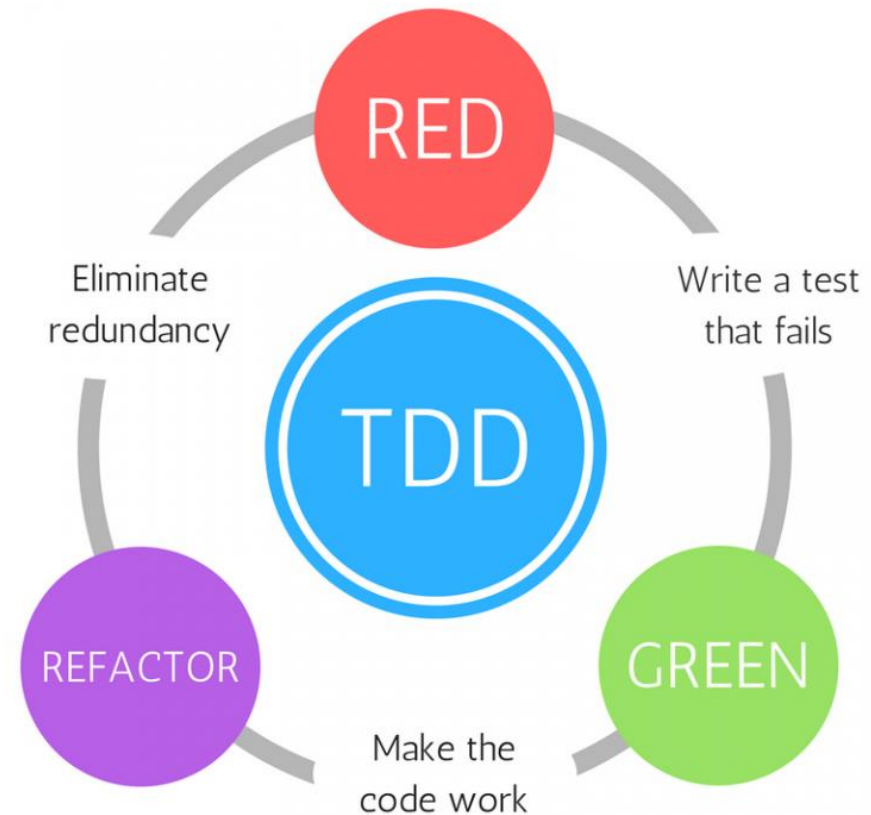 RED
Write a test
that fails
GREEN
Make the
code work
REFACTOR
Eliminate
redundancy
TDD